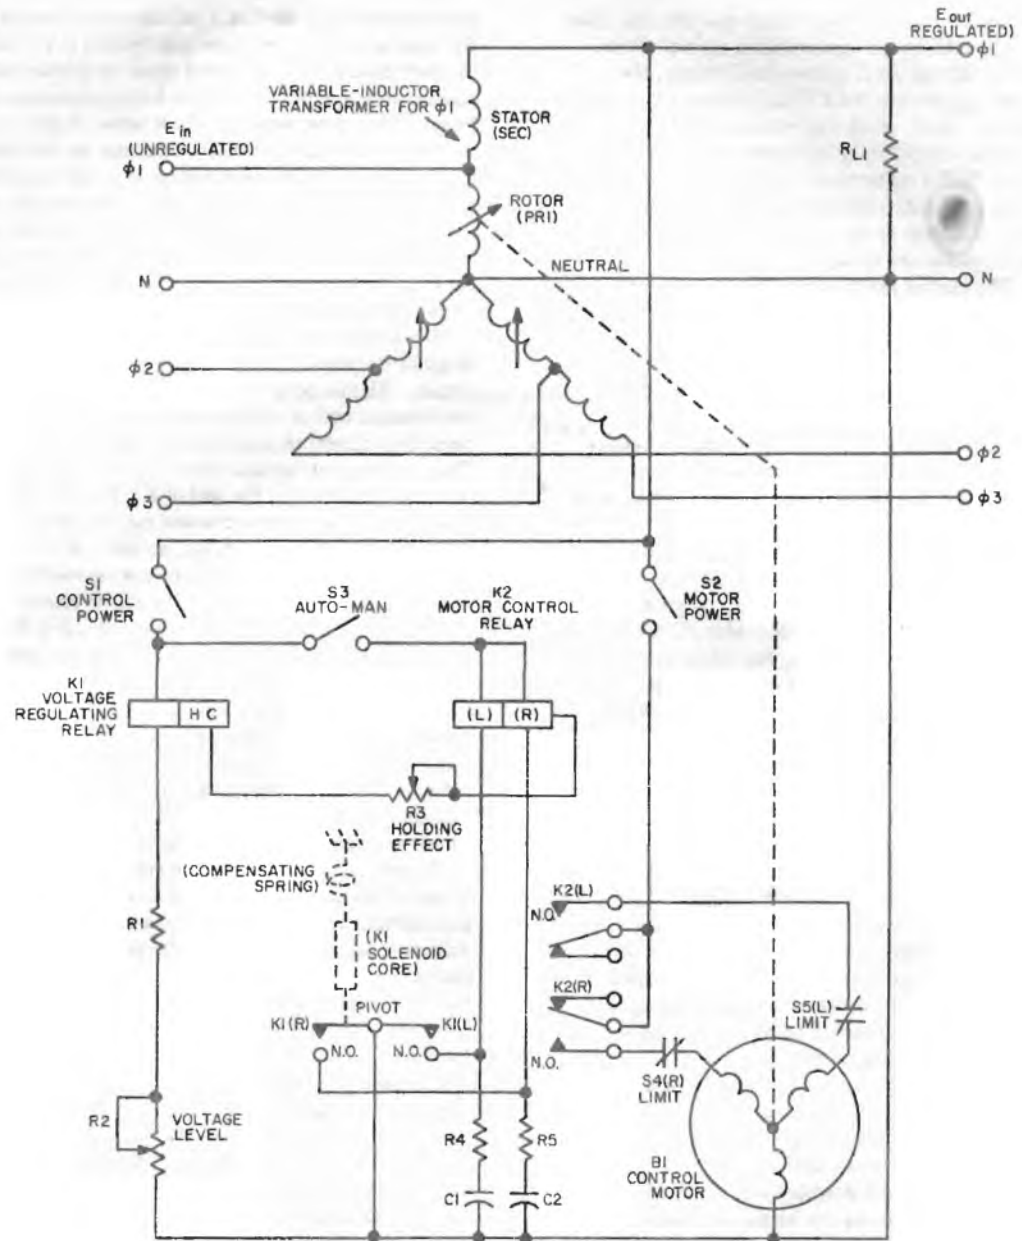 E out
REGULATED)
φ1
VARIABLE-INDUCTOR
TRANSFORMER FOR φ1
STATOR
(SEC)
E in
(UNREGULATED)
φ1
RL1
ROTOR
(PRI)
NEUTRAL
N
N
φ2
φ2
φ3
φ3
S1
CONTROL
POWER
S3
AUTO-MAN
K2
MOTOR CONTROL
RELAY
S2
MOTOR
POWER
K1
VOLTAGE
REGULATING
RELAY
HC
(L)
(R)
R3
HOLDING
EFFECT
(COMPENSATING
SPRING)
K2(L)
N.O.
R1
(K1
SOLENOID
CORE)
K2(R)
N.O.
PIVOT
K1(R)
K1(L)
N.O.
N.O.
S5(L)
LIMIT
S4(R)
LIMIT
R2
VOLTAGE
LEVEL
R4
R5
B1
CONTROL
MOTOR
C1
C2